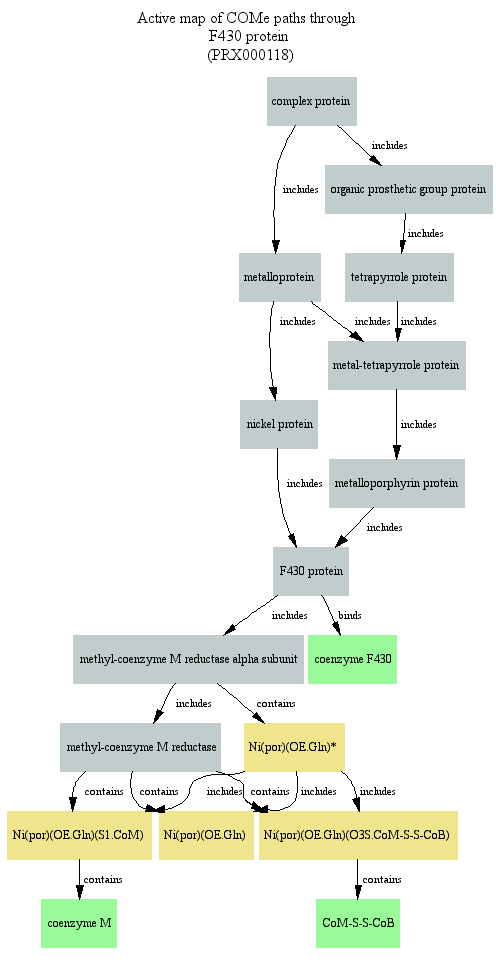 Active map of COMe paths through
F430 protein
(PRX000118)
complex protein
includes
organic prosthetic group protein
includes
includes
metalloprotein
tetrapyrrole protein
includes
includes
includes
metal-tetrapyrrole protein
nickel protein
includes
metalloporphyrin protein
includes
includes
F430 protein
includes
binds
methyl-coenzyme M reductase alpha subunit
coenzyme F430
includes
contains
methyl-coenzyme M reductase
Ni(por)(OE.Gln)*
contains
contains
includes
contains
includes
includes
Ni(por)(OE.Gln)(S1.CoM)
Ni(por)(OE.Gln)
Ni(por)(OE.Gln)(O3S.CoM-S-S-CoB)
contains
contains
coenzyme M
CoM-S-S-CoB